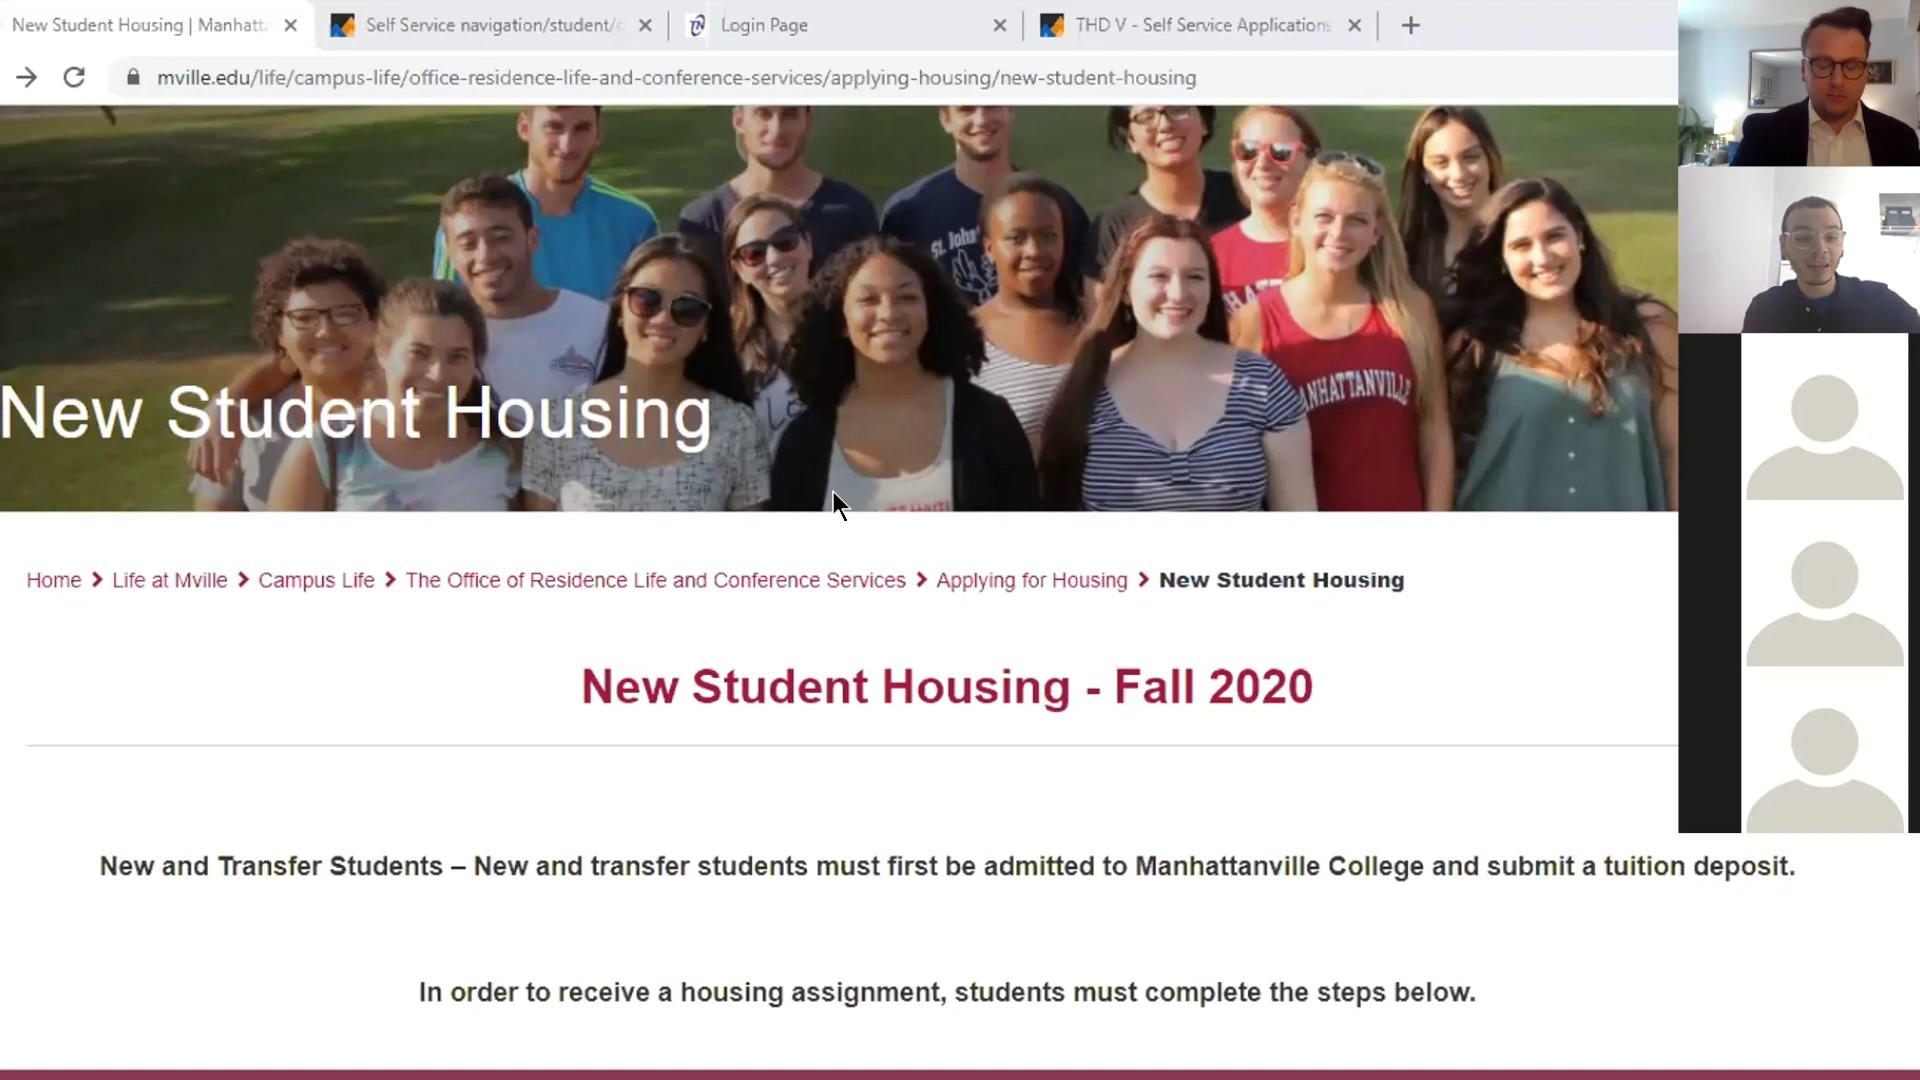 New Student Housing | Manhatta
Self Service navigation/student/
Login Page
THD V - Self Service Applications
mville.edu/life/campus-life/office-residence-life-and-conference-services/applying-housing/new-student-housing
St. John's
MANHATTANVILLE
New Student Housing
Home > Life at Mville > Campus Life > The Office of Residence Life and Conference Services > Applying for Housing > New Student Housing
New Student Housing - Fall 2020
New and Transfer Students – New and transfer students must first be admitted to Manhattanville College and submit a tuition deposit.
In order to receive a housing assignment, students must complete the steps below.